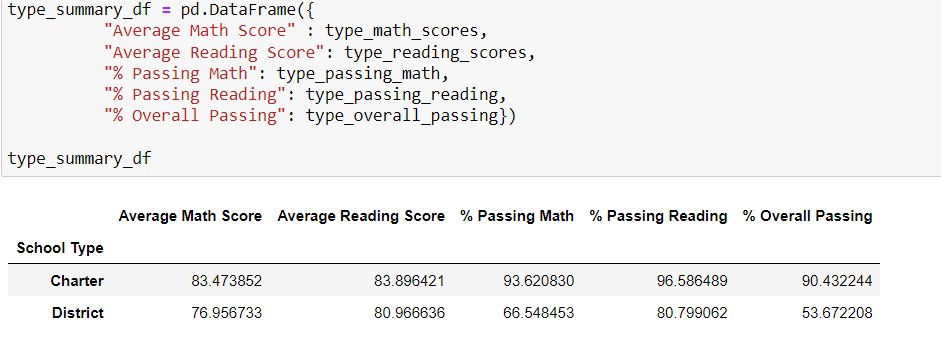 type_summary_df = pd.DataFrame({
"Average Math Score" : type_math_scores,
"Average Reading Score": type_reading_scores,
"% Passing Math": type_passing_math,
"% Passing Reading": type_passing_reading,
"% Overall Passing": type_overall_passing})
type_summary_df
Average Math Score Average Reading Score % Passing Math % Passing Reading % Overall Passing
School Type
Charter 83.473852 83.896421 93.620830 96.586489 90.432244
District 76.956733 80.966636 66.548453 80.799062 53.672208